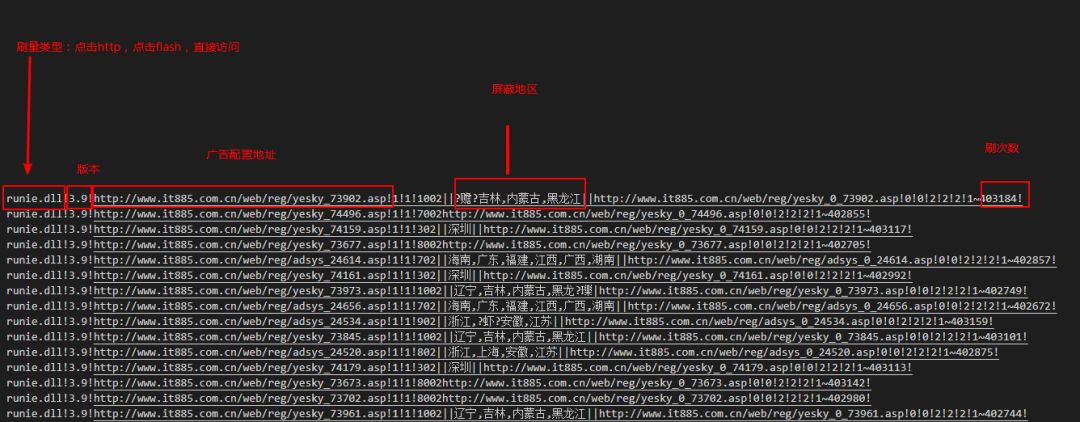 刷量类型：点击http，点击flash，直接访问
屏蔽地区
刷次数
广告配置地址
版本
runie.dll!3.9!http://www.it885.com.cn/web/reg/yesky_73902.asp!1!1!1002||?赡?吉林,内蒙古,黑龙江||http://www.it885.com.cn/web/reg/yesky_0_73902.asp!0!0!2!2!2!1~403184!
runie.dll!3.9!http://www.it885.com.cn/web/reg/yesky_74496.asp!1!1!7002http://www.it885.com.cn/web/reg/yesky_0_74496.asp!0!0!2!2!2!1~402855!
runie.dll!3.9!http://www.it885.com.cn/web/reg/yesky_74159.asp!1!1!302||深圳||http://www.it885.com.cn/web/reg/yesky_0_74159.asp!0!0!2!2!2!1~403117!
runie.dll!3.9!http://www.it885.com.cn/web/reg/yesky_73677.asp!1!1!8002http://www.it885.com.cn/web/reg/yesky_0_73677.asp!0!0!2!2!2!1~402705!
runie.dll!3.9!http://www.it885.com.cn/web/reg/adsys_24614.asp!1!1!702||海南,广东,福建,江西,广西,湖南||http://www.it885.com.cn/web/reg/adsys_0_24614.asp!0!0!2!2!2!1~402857!
runie.dll!3.9!http://www.it885.com.cn/web/reg/yesky_74161.asp!1!1!302||深圳||http://www.it885.com.cn/web/reg/yesky_0_74161.asp!0!0!2!2!2!1~402992!
runie.dll!3.9!http://www.it885.com.cn/web/reg/yesky_73973.asp!1!1!1002||辽宁,吉林,内蒙古,黑龙?http://www.it885.com.cn/web/reg/yesky_0_73973.asp!0!0!2!2!2!1~402749!
runie.dll!3.9!http://www.it885.com.cn/web/reg/adsys_24656.asp!1!1!702||海南,广东,福建,江西,广西,湖南||http://www.it885.com.cn/web/reg/adsys_0_24656.asp!0!0!2!2!2!1~402672!
runie.dll!3.9!http://www.it885.com.cn/web/reg/adsys_24534.asp!1!1!902||浙江,?虾?安徽,江苏||http://www.it885.com.cn/web/reg/adsys_0_24534.asp!0!0!2!2!2!1~403159!
runie.dll!3.9!http://www.it885.com.cn/web/reg/yesky_73845.asp!1!1!1002||辽宁,吉林,内蒙古,黑龙江||http://www.it885.com.cn/web/reg/yesky_0_73845.asp!0!0!2!2!2!1~403101!
runie.dll!3.9!http://www.it885.com.cn/web/reg/adsys_24520.asp!1!1!802||浙江,上海,安徽,江苏||http://www.it885.com.cn/web/reg/adsys_0_24520.asp!0!0!2!2!2!1~402875!
runie.dll!3.9!http://www.it885.com.cn/web/reg/yesky_74179.asp!1!1!302||深圳||http://www.it885.com.cn/web/reg/yesky_0_74179.asp!0!0!2!2!2!1~403113!
runie.dll!3.9!http://www.it885.com.cn/web/reg/yesky_73673.asp!1!1!8002http://www.it885.com.cn/web/reg/yesky_0_73673.asp!0!0!2!2!2!1~403142!
runie.dll!3.9!http://www.it885.com.cn/web/reg/yesky_73702.asp!1!1!8002http://www.it885.com.cn/web/reg/yesky_0_73702.asp!0!0!2!2!2!1~402980!
runie.dll!3.9!http://www.it885.com.cn/web/reg/yesky_73961.asp!1!1!1002||辽宁,吉林,内蒙古,黑龙江||http://www.it885.com.cn/web/reg/yesky_0_73961.asp!0!0!2!2!2!1~402744!